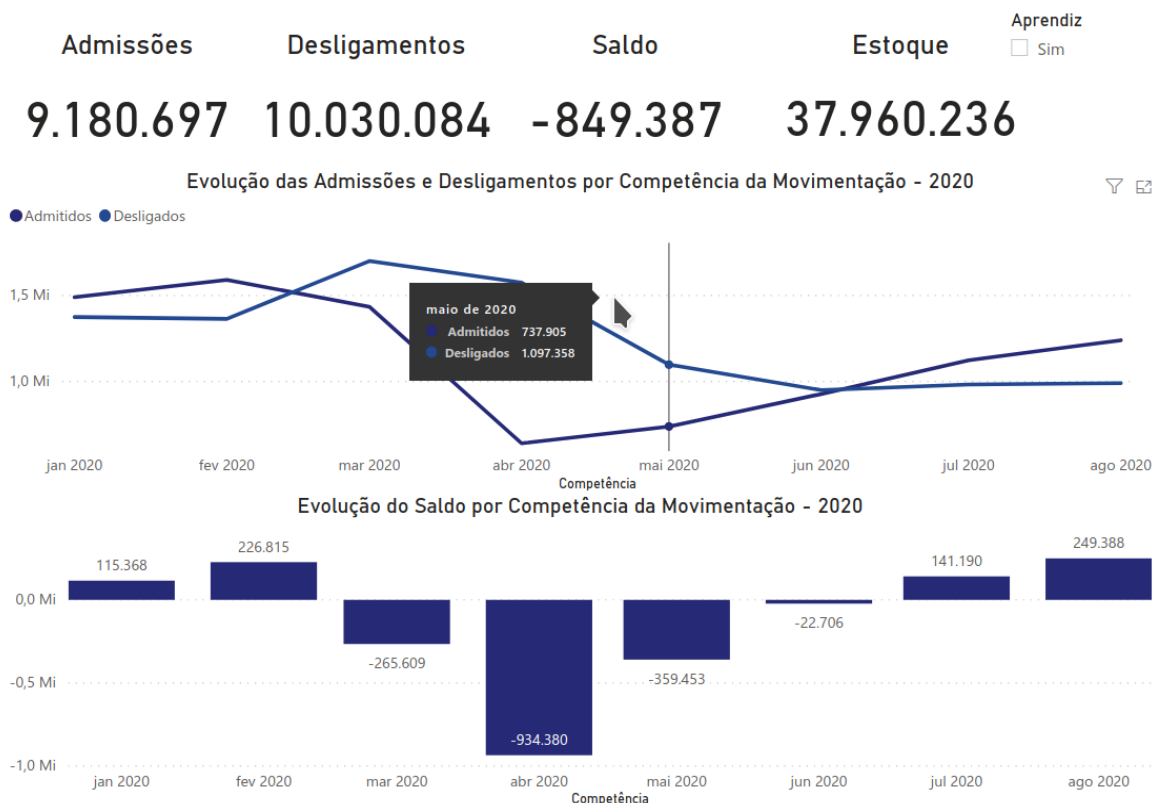 Admissões Desligamentos Saldo Estoque Aprendiz
Sim
9.180.697 10.030.084 -849.387 37.960.236
Evolução das Admissões e Desligamentos por Competência da Movimentação - 2020
Admitidos Desligados
1,5 Mi
maio de 2020
Admitidos 737.905
Desligados 1.097.358
1,0 Mi
jan 2020 fev 2020 mar 2020 abr 2020 mai 2020 jun 2020 jul 2020 ago 2020
Competência
Evolução do Saldo por Competência da Movimentação - 2020
115.368 226.815 141.190 249.388
0,0 Mi
-265.609 -359.453 -22.706
-0,5 Mi
-934.380
-1,0 Mi
jan 2020 fev 2020 mar 2020 abr 2020 mai 2020 jun 2020 jul 2020 ago 2020
Competência